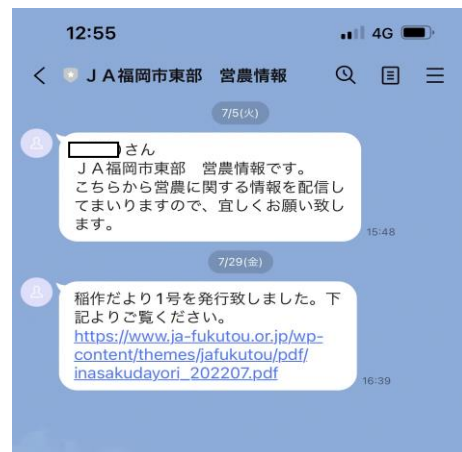 12:55
4G
JA福岡市東部 営農情報
7/5(火)
さん
JA福岡市東部 営農情報です。
こちらから営農に関する情報を配信し
てまいりますので、宜しくお願い致し
ます。
15:48
7/29(金)
稲作だより1号を発行致しました。下
記よりご覧ください。
https://www.ja-fukutou.or.jp/wp-
content/themes/jafukutou/pdf/
inasakudayori_202207.pdf
16:39